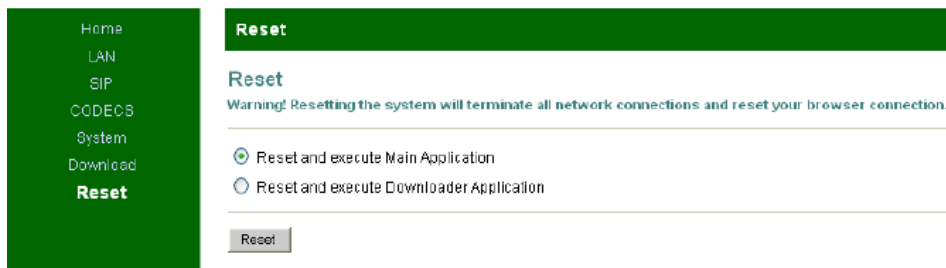 Home
LAN
SIP
CODECS
System
Download
Reset
Reset
Reset
Warning! Resetting the system will terminate all network connections and reset your browser connection.
Reset and execute Main Application
Reset and execute Downloader Application
Reset